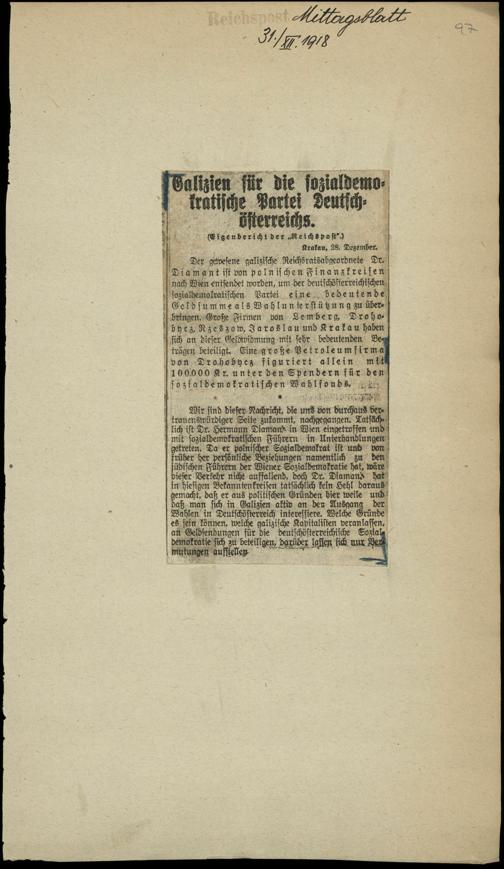 Reichspost Mittagsblatt
31./XII. 1918
97
Galizien für die sozialdemo-
kratische Partei Deutsch-
österreichs.
(Eigenbericht der „Reichspost".)
Krakau, 28. Dezember.
Der gewesene galizische Reichsratsabgeordnete Dr.
Diamant ist von polnischen Finanzkreisen
nach Wien entsendet worden, um der deutschösterreichischen
sozialdemokratischen Partei eine bedeutende
Geldsumme als Wahlunterstützung zu über-
bringen. Große Firmen von Lemberg, Droho-
bycz, Rzeszow, Jaroslau und Krakau haben
sich an dieser Geldwidmung mit sehr bedeutenden Be-
trägen beteiligt. Eine große Petroleumfirma
von Drohobycz figuriert allein mit
100.000 Kr. unter den Spendern für den
sozialdemokratischen Wahlfonds.
* *
Wir sind dieser Nachricht, die uns von durchaus ver-
trauenswürdiger Seite zukommt, nachgegangen. Tatsäch-
lich ist Dr. Hermann Diamant in Wien eingetroffen und
mit sozialdemokratischen Führern in Unterhandlungen
getreten. Da er polnischer Sozialdemokrat ist und von
früher her persönliche Beziehungen namentlich zu den
jüdischen Führern der Wiener Sozialdemokratie hat, wäre
dieser Verkehr nicht auffallend, doch Dr. Diamant hat
in hiesigen Bekanntenkreisen tatsächlich kein Hehl daraus
gemacht, daß er aus politischen Gründen hier weile und
daß man sich in Galizien aktiv an den Ausgang der
Wahlen in Deutschösterreich interessiere. Welche Gründe
es sein können, welche galizische Kapitalisten veranlassen,
an Geldsendungen für die deutschösterreichische Sozial-
demokratie sich zu beteiligen, darüber lassen sich nur Ver-
mutungen aufstellen